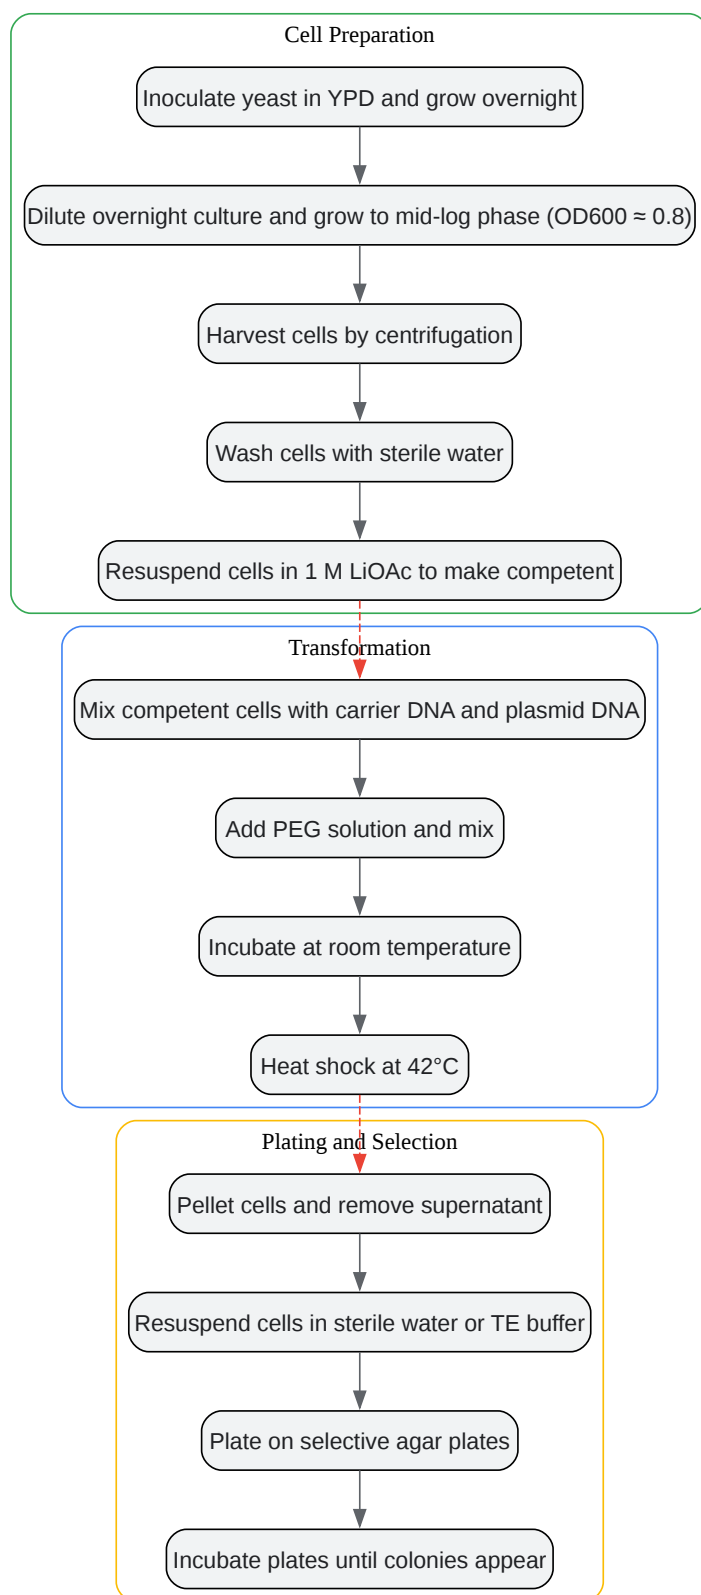 Cell Preparation
Inoculate yeast in YPD and grow overnight
Dilute overnight culture and grow to mid-log phase (OD600 ≈ 0.8)
Harvest cells by centrifugation
Wash cells with sterile water
Resuspend cells in 1 M LiOAc to make competent
Transformation
Mix competent cells with carrier DNA and plasmid DNA
Add PEG solution and mix
Incubate at room temperature
Heat shock at 42°C
Plating and Selection
Pellet cells and remove supernatant
Resuspend cells in sterile water or TE buffer
Plate on selective agar plates
Incubate plates until colonies appear